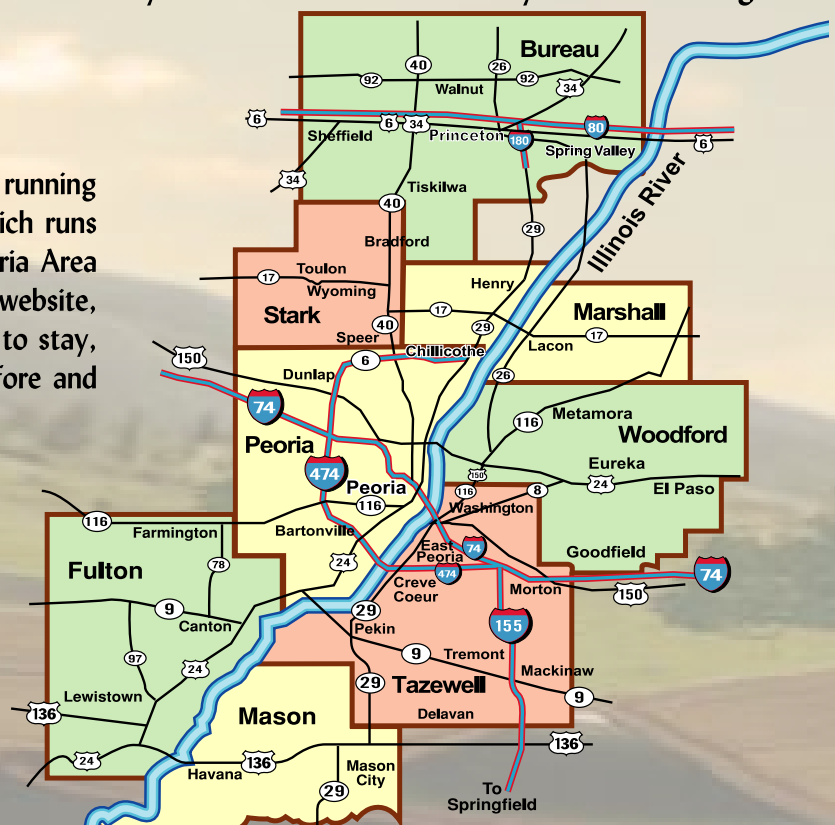 running
ich runs
ria Area
website,
to stay,
fore and
Bureau
40
26
92
92
34
Walnut
6
6
34
80
180
6
Sheffield
Princeton
Spring Valley
34
Tiskilwa
40
Illinois River
29
Bradford
Toulon
17
Wyoming
Henry
Stark
17
Marshall
40
29
17
Speer
Lacon
150
6
Chillicothe
Dunlap
26
74
Metamora
116
Peoria
Woodford
474
150
Eureka
Peoria
116
8
24
El Paso
116
Washington
116
Farmington
Bartonville
East
Peoria
74
Goodfield
78
24
474
74
Fulton
Creve
Coeur
Morton
150
9
29
155
Canton
Pekin
97
9
Tremont
24
Mackinaw
Lewistown
29
Tazewell
9
136
Mason
Delavan
136
24
136
Havana
Mason
City
29
To
Springfield